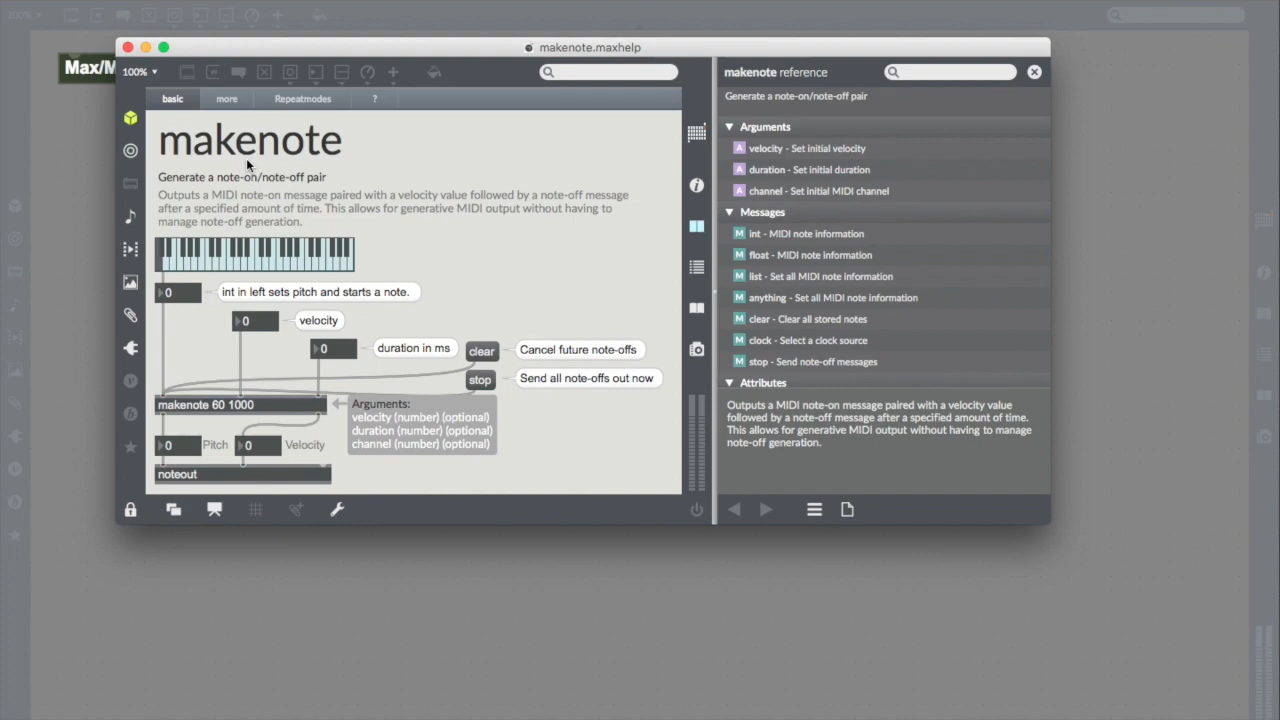 200%
Max/M
makenote.maxhelp
100%
makenote reference
Generate a note-on/note-off pair
basic
more
Repeatmodes
?
makenote
Generate a note-on/note-off pair
Outputs a MIDI note-on message paired with a velocity value followed by a note-off message
after a specified amount of time. This allows for generative MIDI output without having to
manage note-off generation.
0
int in left sets pitch and starts a note.
0
velocity
0
duration in ms
clear
Cancel future note-offs
stop
Send all note-offs out now
makenote 60 1000
Arguments:
velocity (number) (optional)
duration (number) (optional)
channel (number) (optional)
0
Pitch
0
Velocity
noteout
Arguments
A velocity - Set initial velocity
A duration - Set initial duration
A channel - Set initial MIDI channel
Messages
M int - MIDI note information
M float - MIDI note information
M list - Set all MIDI note information
M anything - Set all MIDI note information
M clear - Clear all stored notes
M clock - Select a clock source
M stop - Send note-off messages
Attributes
Outputs a MIDI note-on message paired with a velocity
value followed by a note-off message after a
specified amount of time.
This allows for generative MIDI output without having to manage
note-off generation.